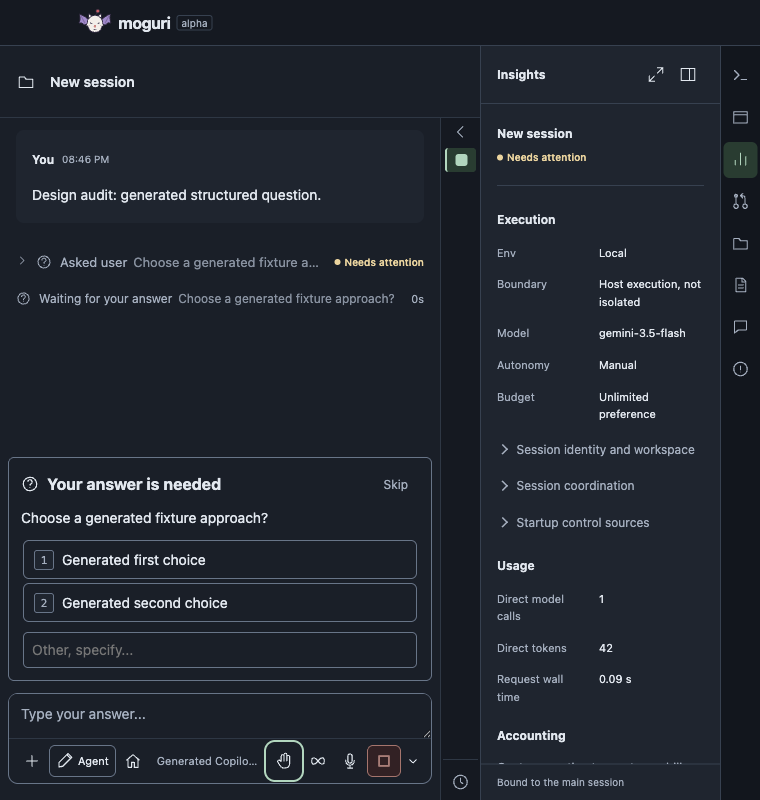 moguri alpha
New session
You 08:46 PM
Design audit: generated structured question.
Asked user Choose a generated fixture a... Needs attention
Waiting for your answer Choose a generated fixture approach? 0s
Your answer is needed Skip
Choose a generated fixture approach?
1 Generated first choice
2 Generated second choice
Other, specify...
Type your answer...
Agent Generated Copilo...
Insights
New session
Needs attention
Execution
Env Local
Boundary Host execution, not
isolated
Model gemini-3.5-flash
Autonomy Manual
Budget Unlimited
preference
Session identity and workspace
Session coordination
Startup control sources
Usage
Direct model 1
calls
Direct tokens 42
Request wall 0.09 s
time
Accounting
Bound to the main session